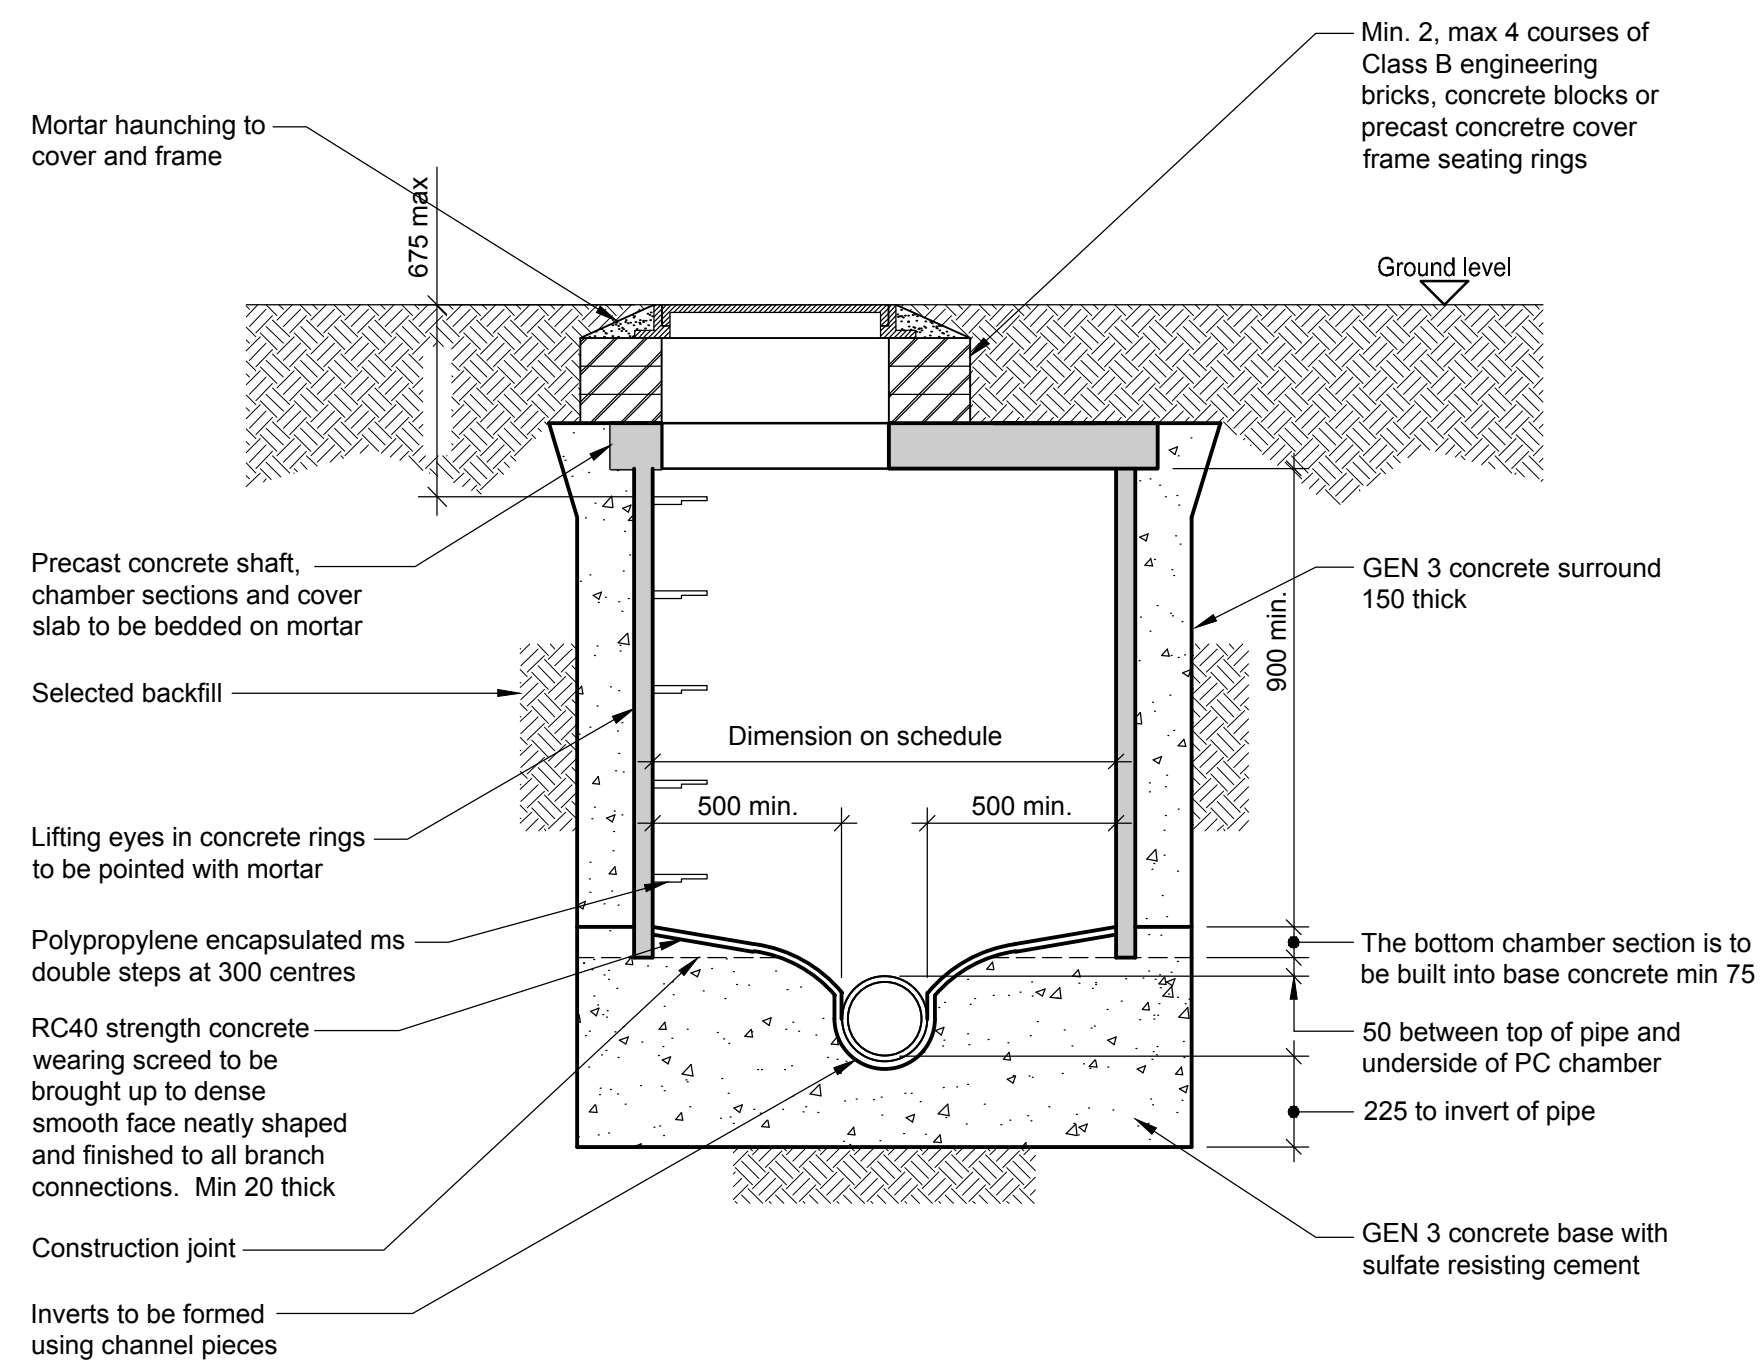 Min. 2, max 4 courses of
Class B engineering
bricks, concrete blocks or
precast concretre cover
frame seating rings
Mortar haunching to
cover and frame
675 max
Ground level
Precast concrete shaft,
chamber sections and cover
slab to be bedded on mortar
GEN 3 concrete surround
150 thick
900 min.
Selected backfill
Dimension on schedule
500 min.
500 min.
Lifting eyes in concrete rings
to be pointed with mortar
Polypropylene encapsulated ms
double steps at 300 centres
The bottom chamber section is to
be built into base concrete min 75
RC40 strength concrete
wearing screed to be
brought up to dense
smooth face neatly shaped
and finished to all branch
connections. Min 20 thick
50 between top of pipe and
underside of PC chamber
225 to invert of pipe
Construction joint
GEN 3 concrete base with
sulfate resisting cement
Inverts to be formed
using channel pieces